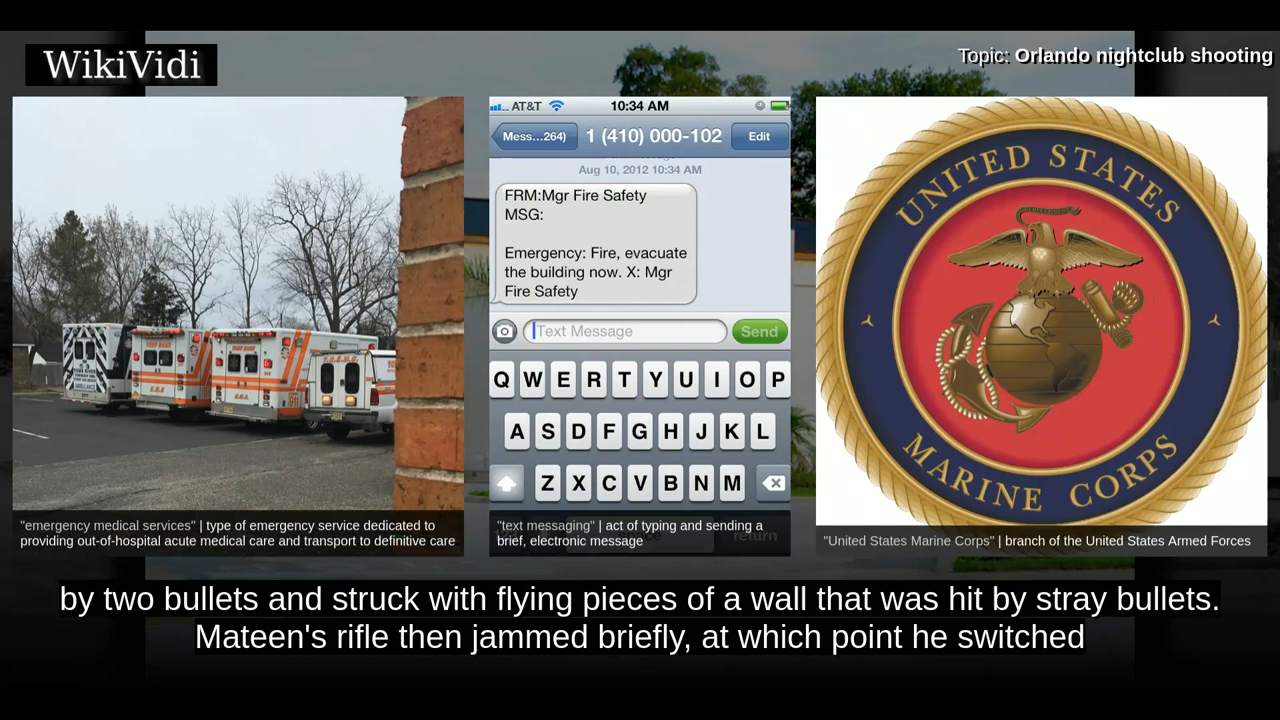 WikiVidi
Topic: Orlando nightclub shooting
AT&T
10:34 AM
Mess...264)
1 (410) 000-102
Edit
Aug 10, 2012 10:34 AM
FRM:Mgr Fire Safety
MSG:
Emergency: Fire, evacuate
the building now. X: Mgr
Fire Safety
Text Message
Send
Q W E R T Y U I O P
A S D F G H J K L
Z X C V B N M
return
UNITED STATES
MARINE CORPS
"emergency medical services" | type of emergency service dedicated to
providing out-of-hospital acute medical care and transport to definitive care
"text messaging" | act of typing and sending a
brief, electronic message
"United States Marine Corps" | branch of the United States Armed Forces
by two bullets and struck with flying pieces of a wall that was hit by stray bullets.
Mateen's rifle then jammed briefly, at which point he switched